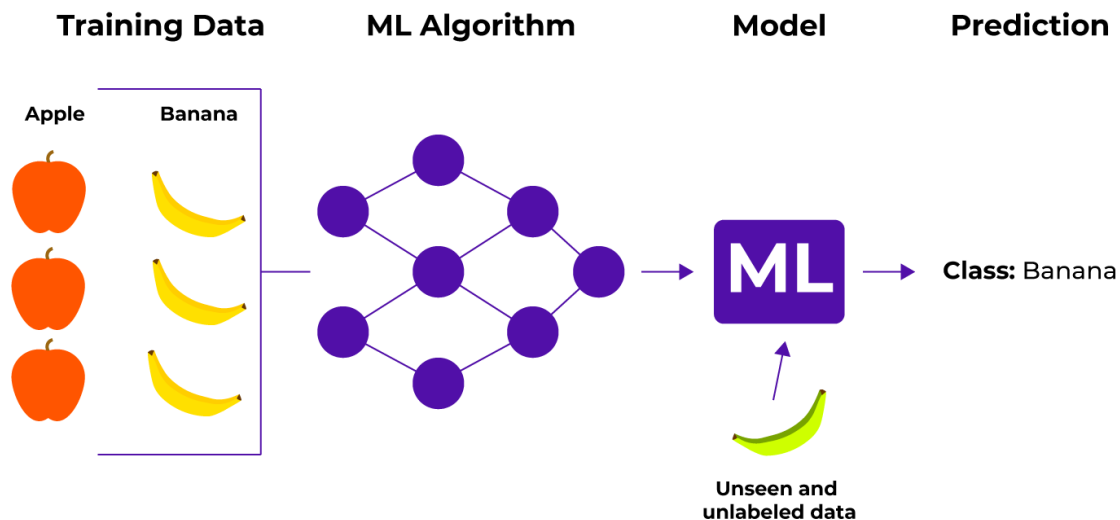 Training Data
ML Algorithm
Model
Prediction
Apple
Banana
ML
Class: Banana
Unseen and
unlabeled data